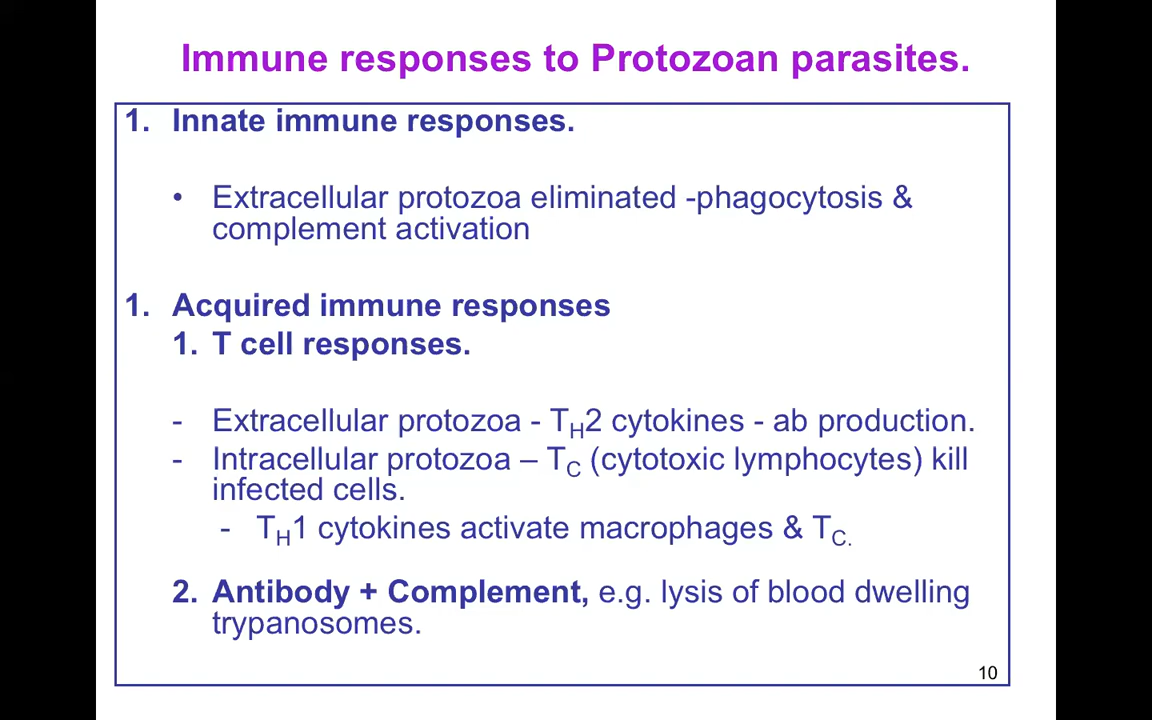 Immune responses to Protozoan parasites.
1. Innate immune responses.
• Extracellular protozoa eliminated -phagocytosis &
complement activation
1. Acquired immune responses
1. T cell responses.
- Extracellular protozoa - TH2 cytokines - ab production.
- Intracellular protozoa – TC (cytotoxic lymphocytes) kill
infected cells.
- TH1 cytokines activate macrophages & TC.
2. Antibody + Complement, e.g. lysis of blood dwelling
trypanosomes.
10